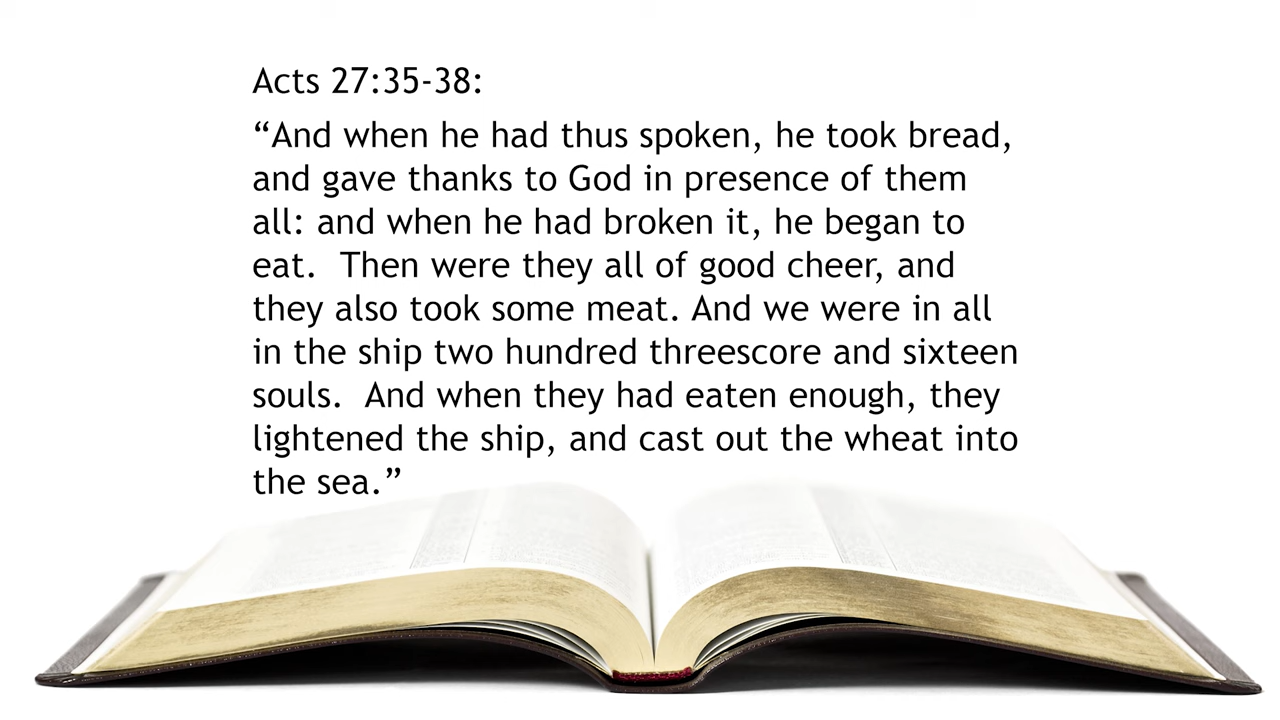 Acts 27:35-38:
“And when he had thus spoken, he took bread,
and gave thanks to God in presence of them
all: and when he had broken it, he began to
eat.  Then were they all of good cheer, and
they also took some meat. And we were in all
in the ship two hundred threescore and sixteen
souls.  And when they had eaten enough, they
lightened the ship, and cast out the wheat into
the sea.”